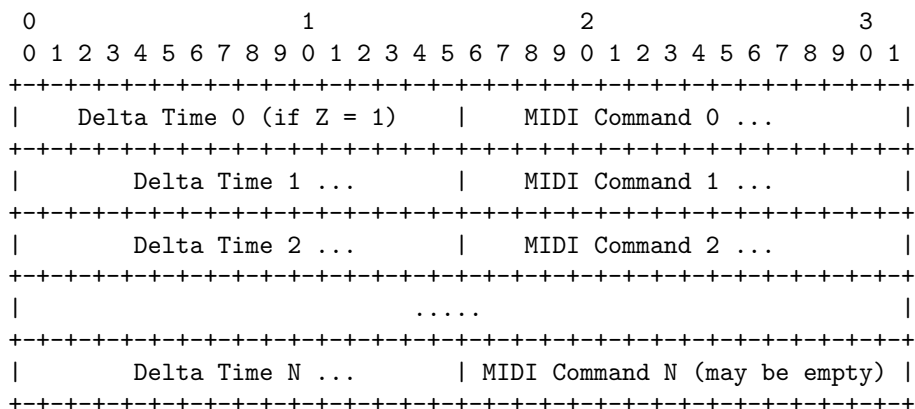 0                   1                   2                   3
 0 1 2 3 4 5 6 7 8 9 0 1 2 3 4 5 6 7 8 9 0 1 2 3 4 5 6 7 8 9 0 1
+-+-+-+-+-+-+-+-+-+-+-+-+-+-+-+-+-+-+-+-+-+-+-+-+-+-+-+-+-+-+-+-+
|    Delta Time 0 (if Z = 1)    |    MIDI Command 0 ...         |
+-+-+-+-+-+-+-+-+-+-+-+-+-+-+-+-+-+-+-+-+-+-+-+-+-+-+-+-+-+-+-+-+
|        Delta Time 1 ...       |    MIDI Command 1 ...         |
+-+-+-+-+-+-+-+-+-+-+-+-+-+-+-+-+-+-+-+-+-+-+-+-+-+-+-+-+-+-+-+-+
|        Delta Time 2 ...       |    MIDI Command 2 ...         |
+-+-+-+-+-+-+-+-+-+-+-+-+-+-+-+-+-+-+-+-+-+-+-+-+-+-+-+-+-+-+-+-+
|                            .....                              |
+-+-+-+-+-+-+-+-+-+-+-+-+-+-+-+-+-+-+-+-+-+-+-+-+-+-+-+-+-+-+-+-+
|        Delta Time N ...       | MIDI Command N (may be empty) |
+-+-+-+-+-+-+-+-+-+-+-+-+-+-+-+-+-+-+-+-+-+-+-+-+-+-+-+-+-+-+-+-+